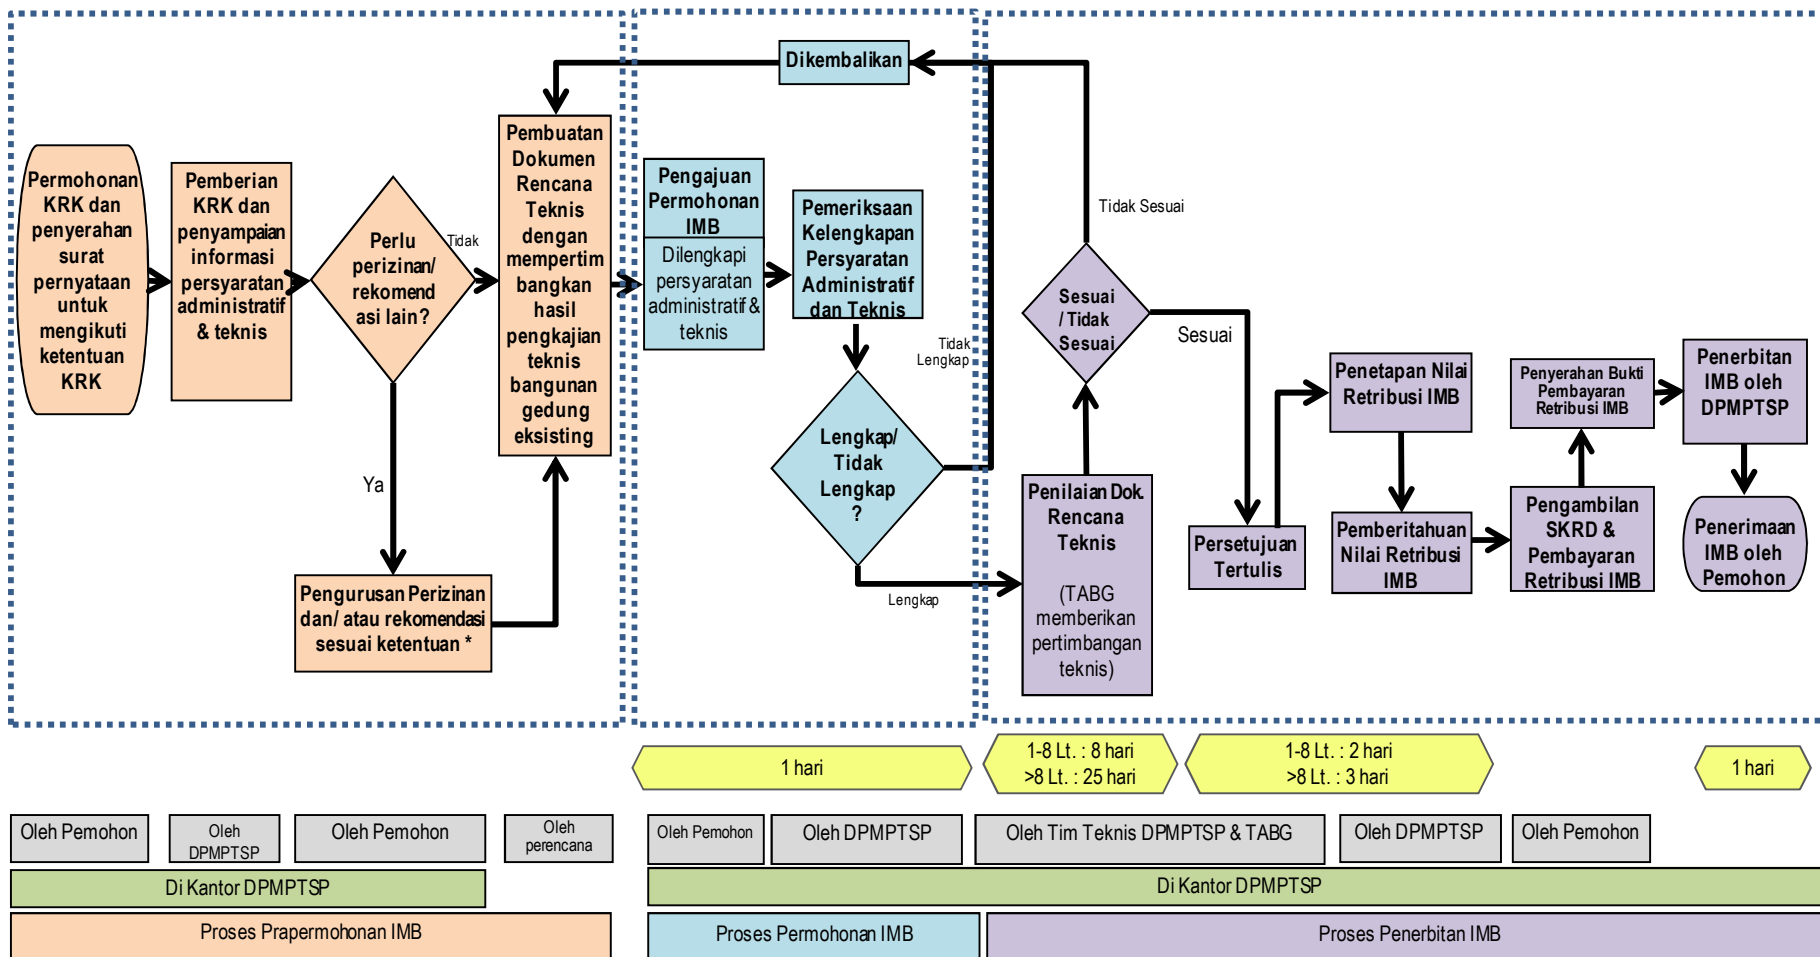 Permohonan
KRK dan
penyerahan
surat
pernyataan
untuk
mengikuti
ketentuan
KRK
Pemberian
KRK dan
penyampaian
informasi
persyaratan
administratif
& teknis
Perlu
perizinan/
rekomend
asi lain?
Tidak
Ya
Pengurusan Perizinan
dan/ atau rekomendasi
sesuai ketentuan *
Pembuatan
Dokumen
Rencana
Teknis
dengan
mempertim
bangkan
hasil
pengkajian
teknis
bangunan
gedung
eksisting
Dikembalikan
Pengajuan
Permohonan
IMB
Dilengkapi
persyaratan
administratif &
teknis
Pemeriksaan
Kelengkapan
Persyaratan
Administratif
dan Teknis
Tidak
Lengkap
Lengkap/
Tidak
Lengkap
?
Lengkap
Penilaian Dok.
Rencana
Teknis
(TABG
memberikan
pertimbangan
teknis)
Tidak Sesuai
Sesuai
/ Tidak
Sesuai
Sesuai
Persetujuan
Tertulis
Penetapan Nilai
Retribusi IMB
Pemberitahuan
Nilai Retribusi
IMB
Pengambilan
SKRD &
Pembayaran
Retribusi IMB
Penyerahan Bukti
Pembayaran
Retribusi IMB
Penerbitan
IMB oleh
DPMPTSP
Penerimaan
IMB oleh
Pemohon
1 hari
1-8 Lt. : 8 hari
>8 Lt. : 25 hari
1-8 Lt. : 2 hari
>8 Lt. : 3 hari
1 hari
Oleh Pemohon
Oleh
DPMPTSP
Oleh Pemohon
Oleh
perencana
Oleh Pemohon
Oleh DPMPTSP
Oleh Tim Teknis DPMPTSP & TABG
Oleh DPMPTSP
Oleh Pemohon
Di Kantor DPMPTSP
Di Kantor DPMPTSP
Proses Prapermohonan IMB
Proses Permohonan IMB
Proses Penerbitan IMB